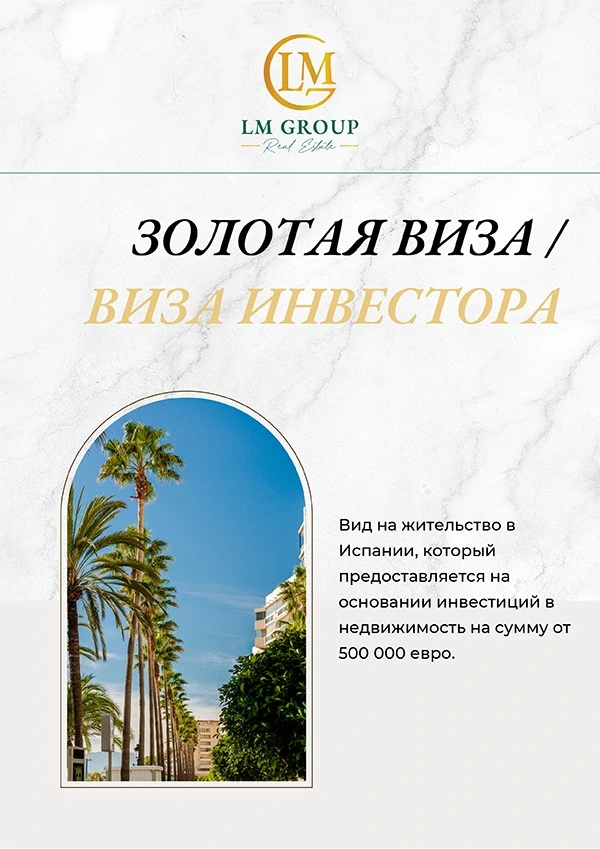 LM
LM GROUP
Real Estate
ЗОЛОТАЯ ВИЗА /
ВИЗА ИНВЕСТОРА
Вид на жительство в
Испании, который
предоставляется на
основании инвестиций в
недвижимость на сумму от
500 000 евро.